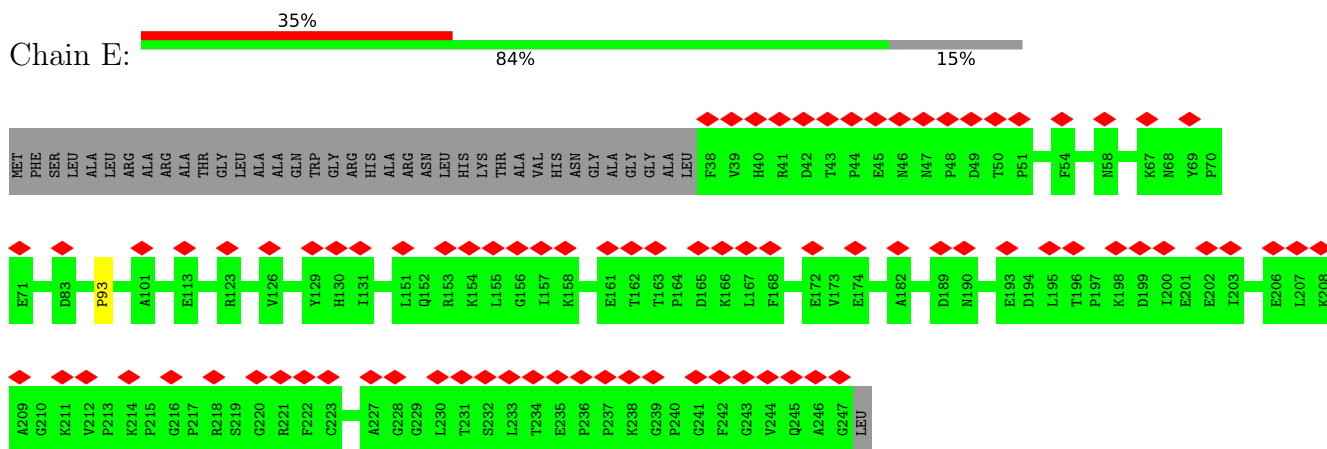 35%
Chain E:
84%
15%
MET PHE SER LEU ALA LEU ARG ALA ARG ALA THR GLY LEU ALA ALA GLN TRP GLY ARG HIS ALA ARG ASN LEU HIS LYS THR ALA VAL HIS ASN GLY ALA GLY GLY ALA LEU F38 V39 H40 R41 D42 T43 P44 E45 N46 N47 P48 D49 T50 P51 F54 N58 K67 N68 Y69 P70
E71 D83 P93 A101 E113 R123 V126 Y129 H130 I131 L151 Q152 R153 K154 L155 G156 I157 K158 E161 T162 T163 P164 D165 K166 L167 F168 E172 V173 E174 A182 D189 N190 E193 D194 L195 T196 P197 K198 D199 I200 E201 E202 I203 E206 L207 K208
A209 G210 K211 V212 P213 K214 P215 G216 P217 R218 S219 G220 R221 F222 C223 A227 G228 G229 L230 T231 S232 L233 T234 E235 P236 P237 K238 G239 P240 G241 F242 G243 V244 Q245 A246 G247 LEU